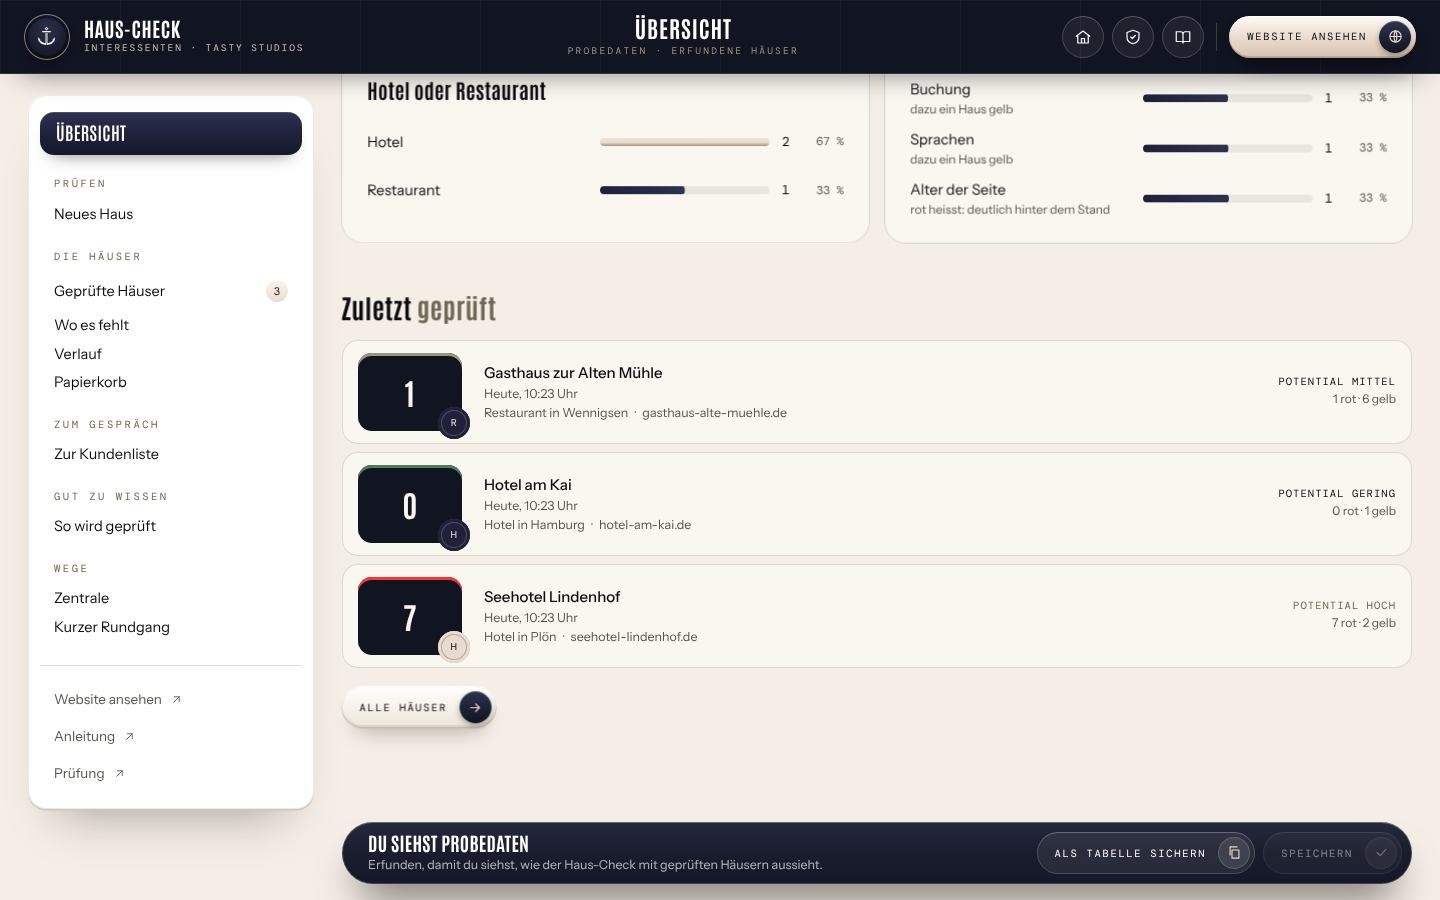 HAUS-CHECK
INTERESSENTEN · TASTY STUDIOS
ÜBERSICHT
PROBEDATEN · ERFUNDENE HÄUSER
WEBSITE ANSEHEN
ÜBERSICHT
PRÜFEN
Neues Haus
DIE HÄUSER
Geprüfte Häuser 3
Wo es fehlt
Verlauf
Papierkorb
ZUM GESPRÄCH
Zur Kundenliste
GUT ZU WISSEN
So wird geprüft
WEGE
Zentrale
Kurzer Rundgang
Website ansehen
Anleitung
Prüfung
Hotel oder Restaurant
Hotel 2 67 %
Restaurant 1 33 %
Buchung 1 33 %
dazu ein Haus gelb
Sprachen 1 33 %
dazu ein Haus gelb
Alter der Seite 1 33 %
rot heisst: deutlich hinter dem Stand
Zuletzt geprüft
1
R
Gasthaus zur Alten Mühle
Heute, 10:23 Uhr
Restaurant in Wennigsen · gasthaus-alte-muehle.de
POTENTIAL MITTEL
1 rot · 6 gelb
0
H
Hotel am Kai
Heute, 10:23 Uhr
Hotel in Hamburg · hotel-am-kai.de
POTENTIAL GERING
0 rot · 1 gelb
7
H
Seehotel Lindenhof
Heute, 10:23 Uhr
Hotel in Plön · seehotel-lindenhof.de
POTENTIAL HOCH
7 rot · 2 gelb
ALLE HÄUSER
DU SIEHST PROBEDATEN
Erfunden, damit du siehst, wie der Haus-Check mit geprüften Häusern aussieht.
ALS TABELLE SICHERN
SPEICHERN